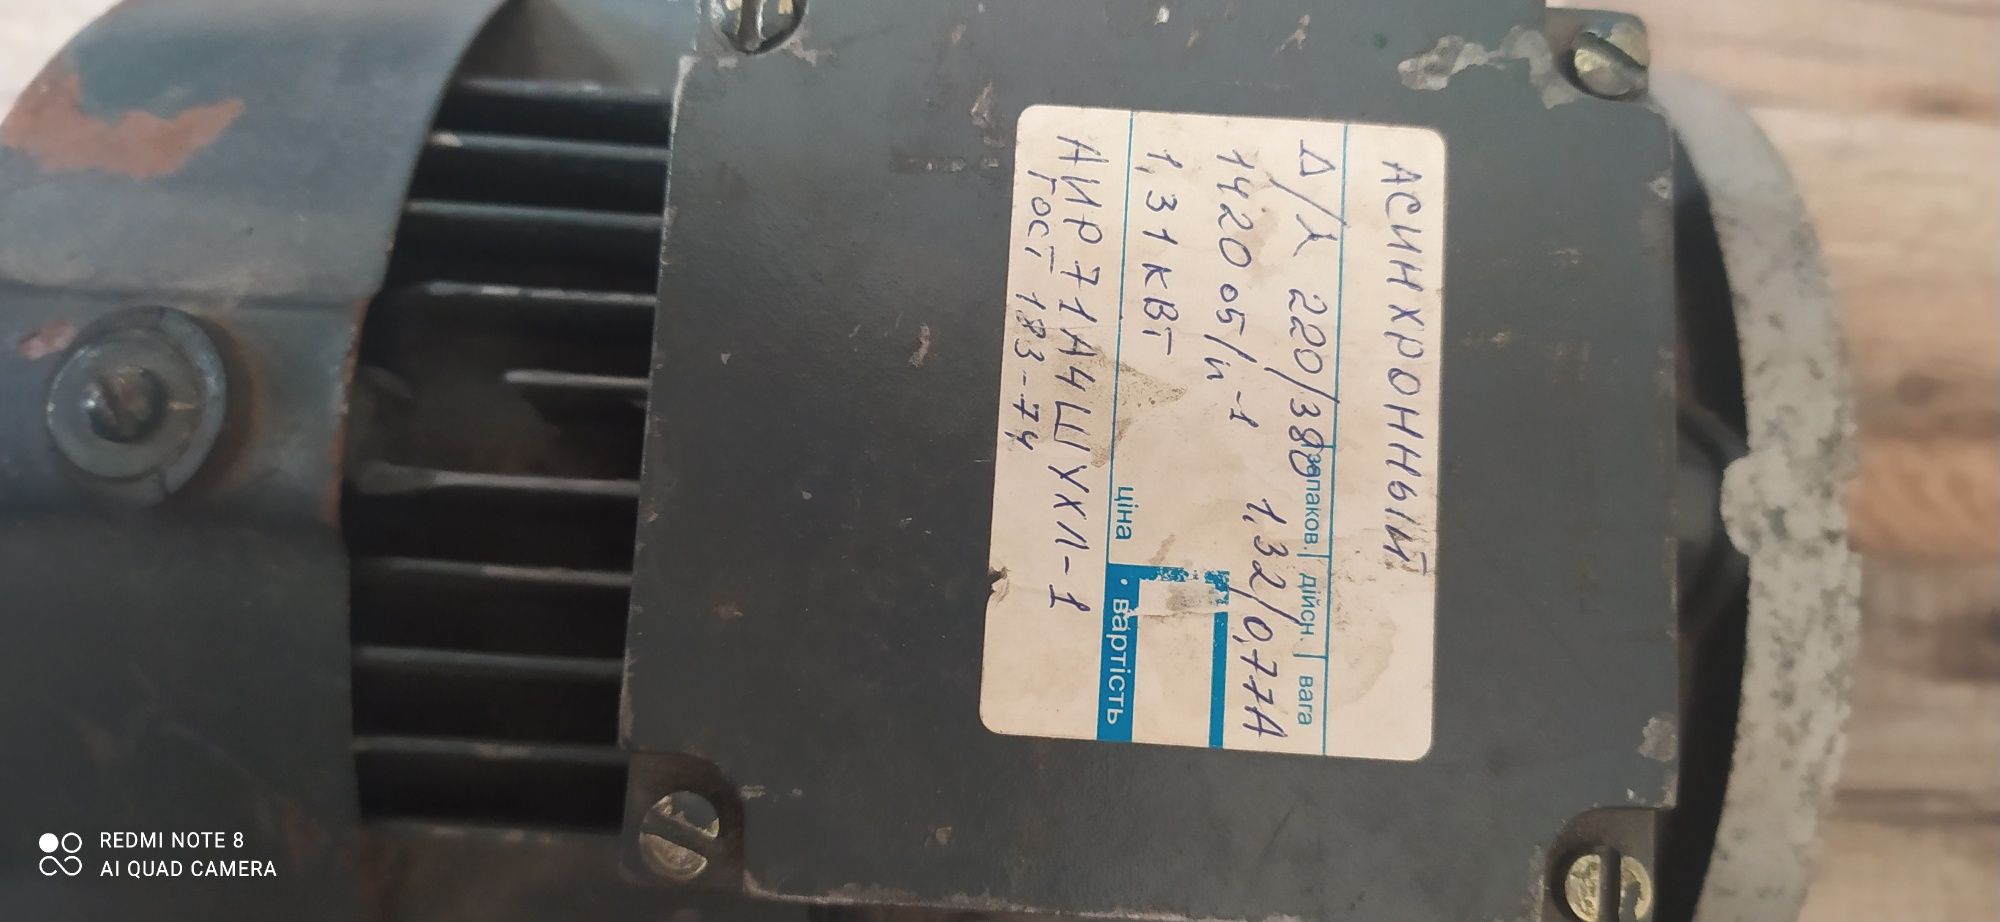 АСИНХРОННЫЙ
запаков. дійсн. вага
Δ/⅄ 220/380 1,32/0,77А
1420 об/п -1
1,31 кВт
ціна · вартість
АИР71А4ШУХЛ-1
ГОСТ-183-74
REDMI NOTE 8
AI QUAD CAMERA